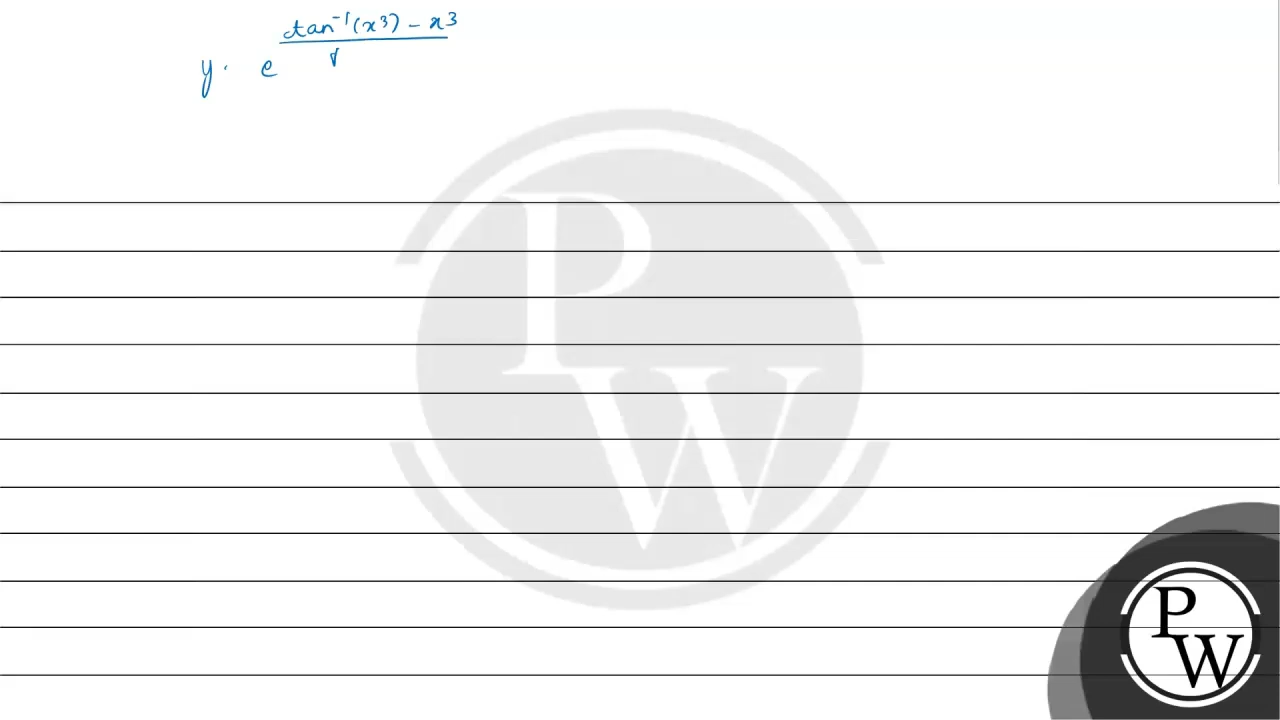 tan⁻¹(x³) - x³
y. e
P
W
P
W